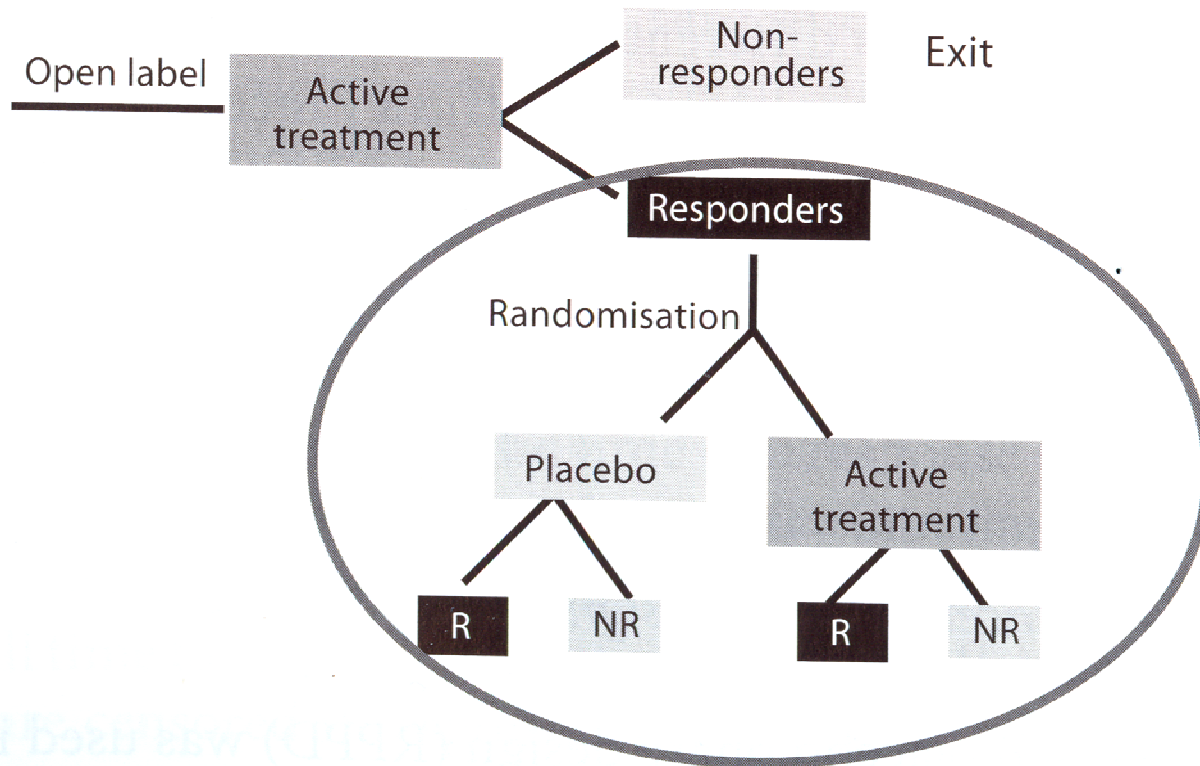 Open label
Active
treatment
Non-
responders
Exit
Responders
Randomisation
Placebo
Active
treatment
R
NR
R
NR